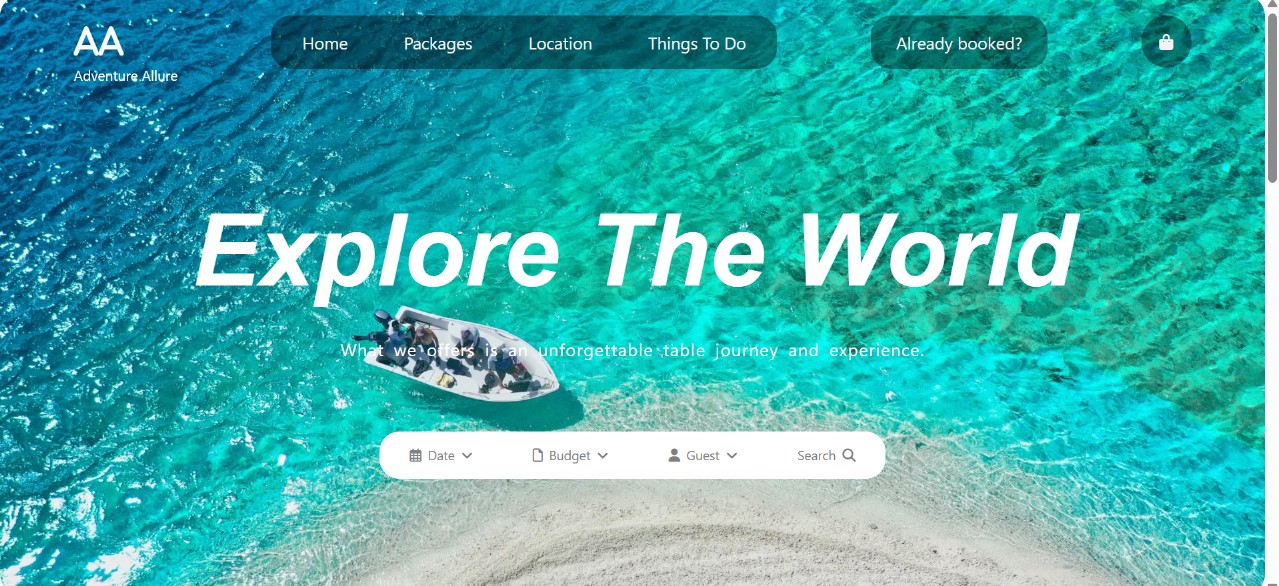 AA
Adventure Allure
Home Packages Location Things To Do Already booked?
Explore The World
What we offers is an unforgettable table journey and experience.
Date Budget Guest Search